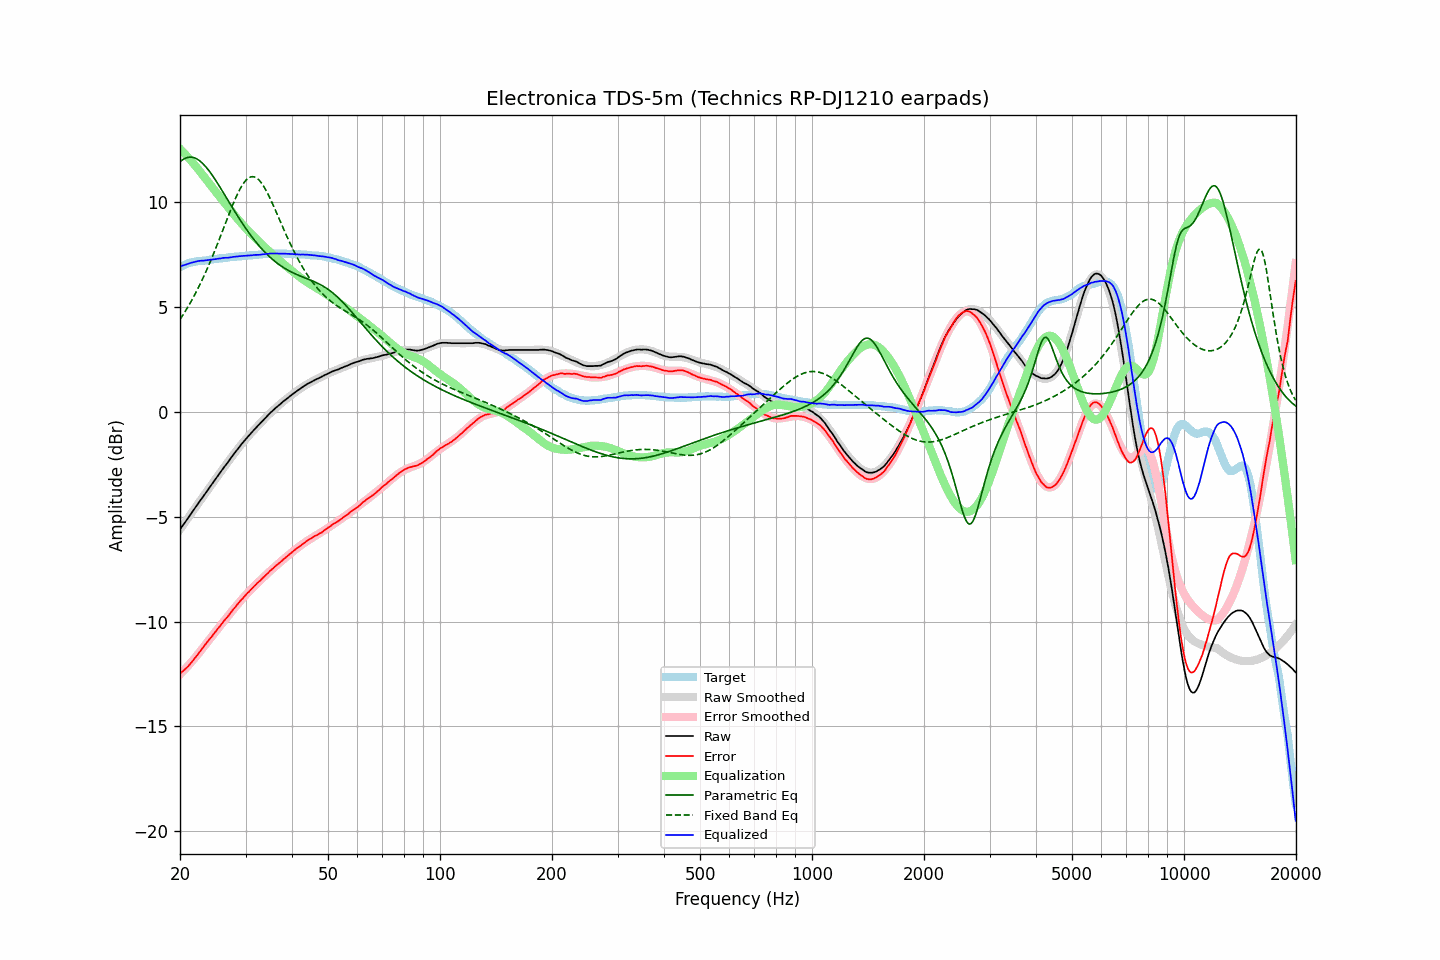 Electronica TDS-5m (Technics RP-DJ1210 earpads)
Amplitude (dBr)
10
5
0
−5
−10
−15
−20
Target
Raw Smoothed
Error Smoothed
Raw
Error
Equalization
Parametric Eq
Fixed Band Eq
Equalized
20
50
100
200
500
1000
2000
5000
10000
20000
Frequency (Hz)